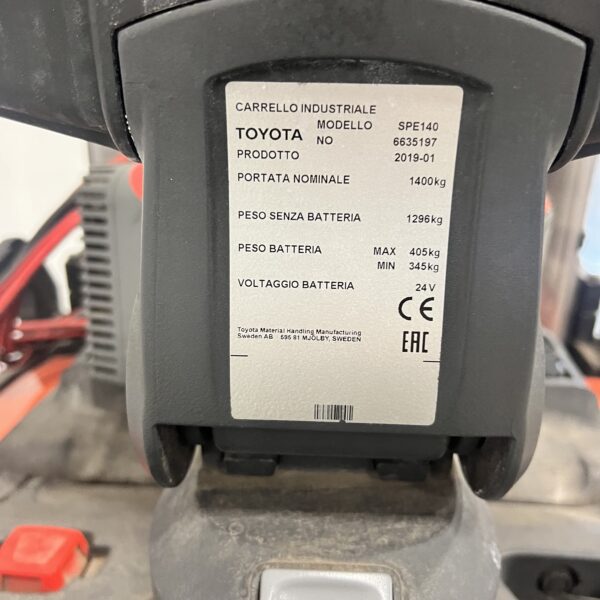 CARRELLO INDUSTRIALE
TOYOTA MODELLO SPE140
NO 6635197
PRODOTTO 2019-01
PORTATA NOMINALE 1400kg
PESO SENZA BATTERIA 1296kg
PESO BATTERIA MAX 405kg
MIN 345kg
VOLTAGGIO BATTERIA 24V
CE
EAC
Toyota Material Handling Manufacturing
Sweden AB 595 81 MJÖLBY, SWEDEN